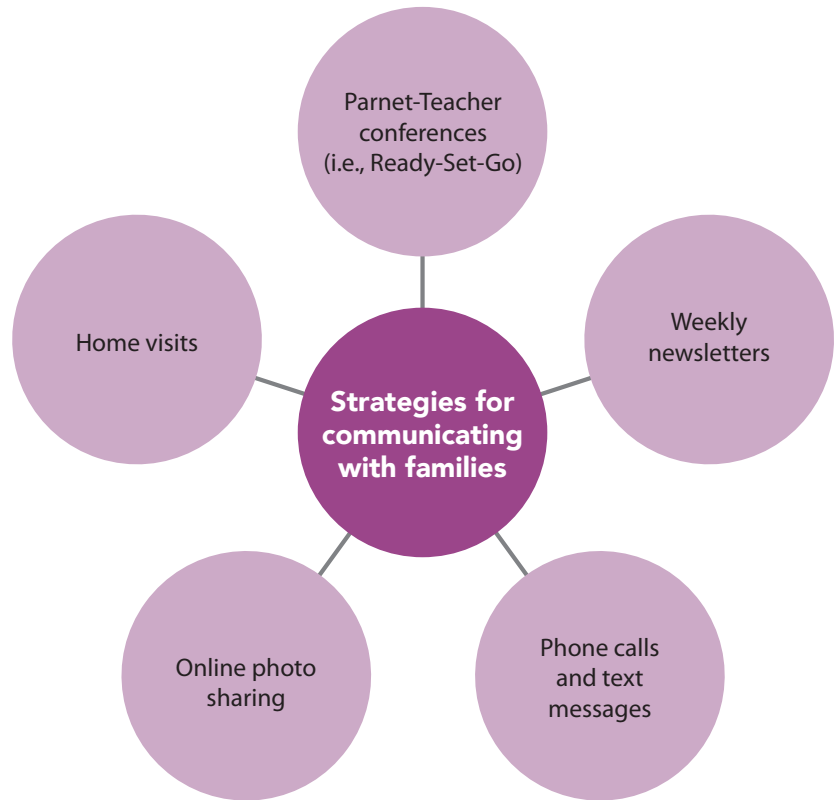 Parnet-Teacher
conferences
(i.e., Ready-Set-Go)
Home visits
Weekly
newsletters
Strategies for
communicating
with families
Online photo
sharing
Phone calls
and text
messages